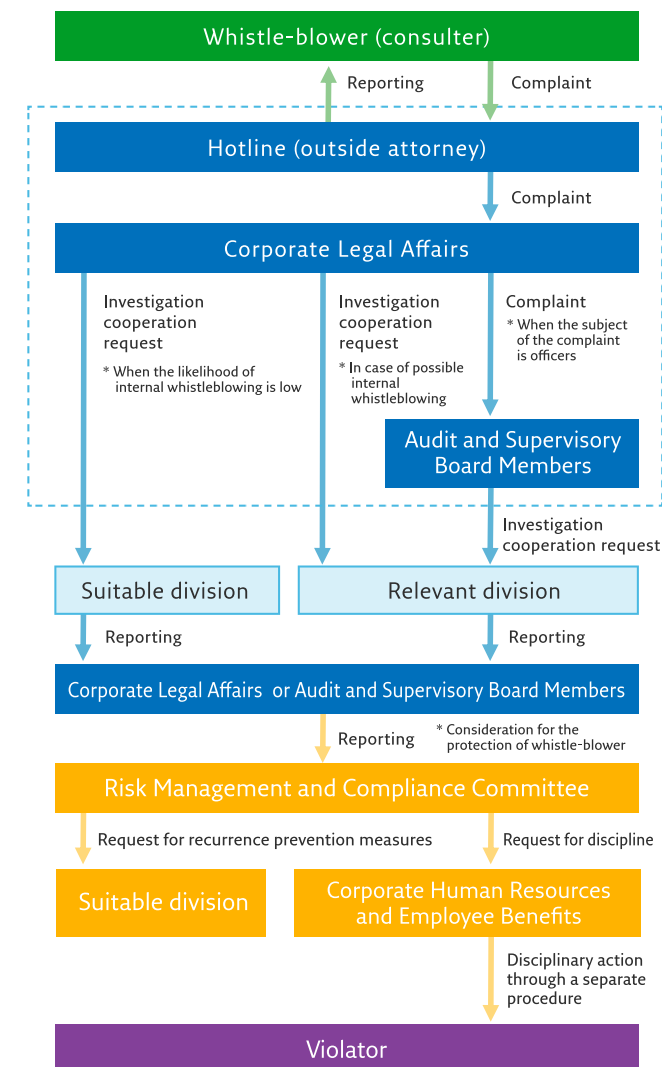 Whistle-blower (consulter)
Reporting
Complaint
Hotline (outside attorney)
Complaint
Corporate Legal Affairs
Investigation
cooperation
request
* When the likelihood of
internal whistleblowing is low
Investigation
cooperation
request
* In case of possible
internal
whistleblowing
Complaint
* When the subject
of the complaint
is officers
Audit and Supervisory
Board Members
Investigation
cooperation request
Suitable division
Relevant division
Reporting
Reporting
Corporate Legal Affairs or Audit and Supervisory Board Members
Reporting
* Consideration for the
protection of whistle-blower
Risk Management and Compliance Committee
Request for recurrence prevention measures
Request for discipline
Suitable division
Corporate Human Resources
and Employee Benefits
Disciplinary action
through a separate
procedure
Violator